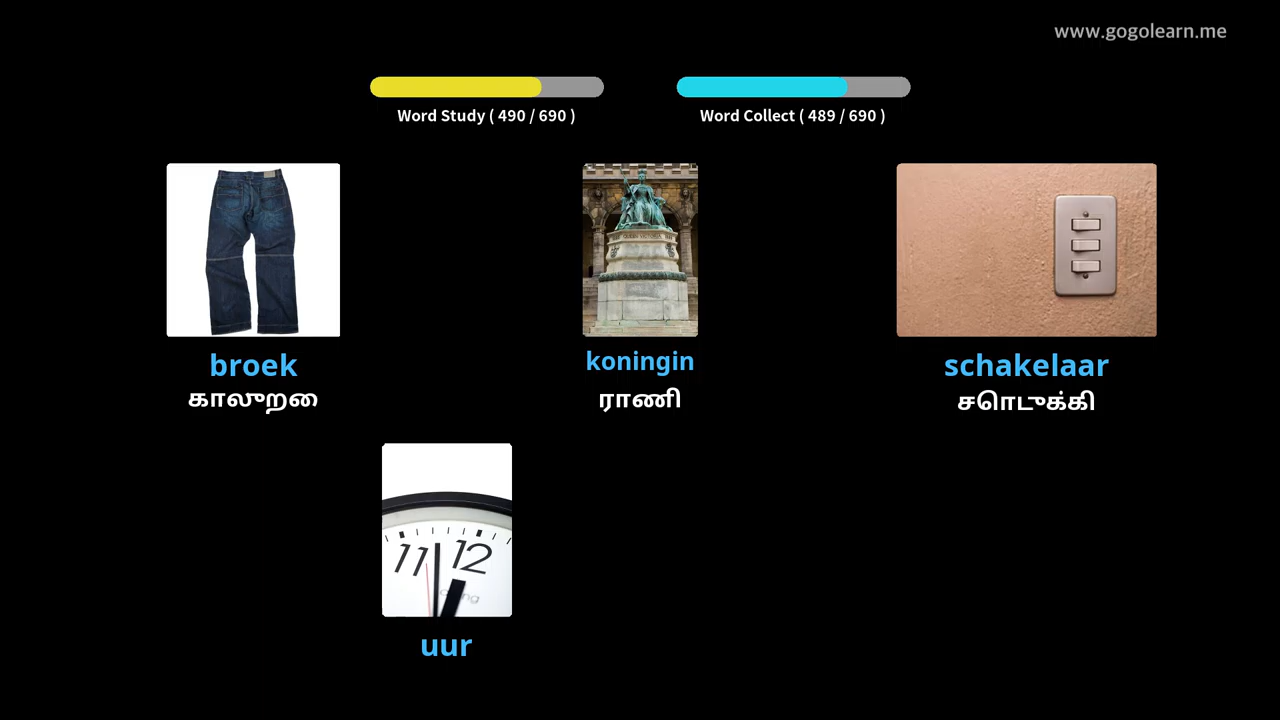 www.gogolearn.me
Word Study ( 490 / 690 )
Word Collect ( 489 / 690 )
broek
koningin
schakelaar
காலுறை
ராணி
சொடுக்கி
11
12
uur